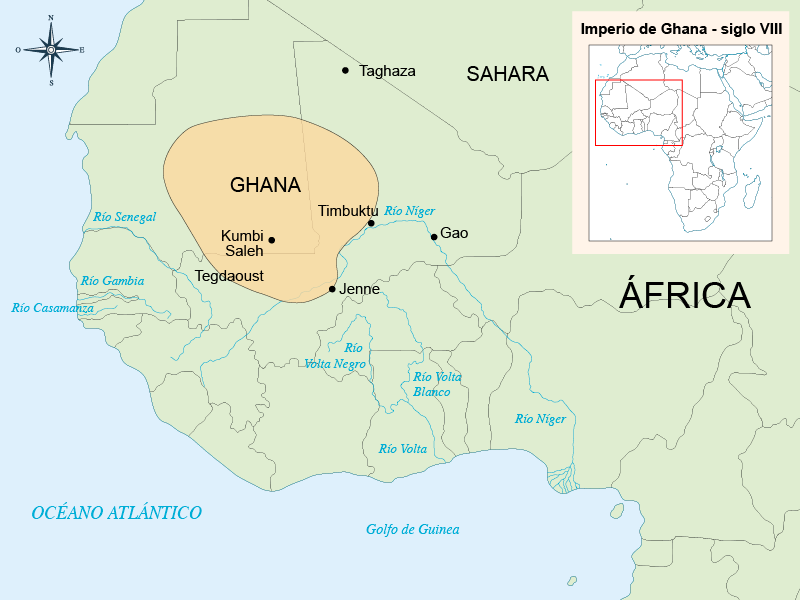 N
O
E
S
Imperio de Ghana - siglo VIII
Taghaza
SAHARA
GHANA
Timbuktu
Río Níger
Río Senegal
Kumbi
Saleh
Gao
Tegdaoust
Río Gambia
Jenne
Río Casamanza
ÁFRICA
Río
Volta Negro
Río Volta
Blanco
Río Níger
Río Volta
OCÉANO ATLÁNTICO
Golfo de Guinea